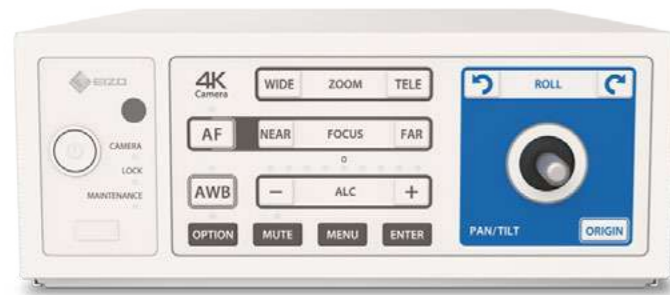 EIZO
CAMERA
LOCK
MAINTENANCE
4K
Camera
WIDE ZOOM TELE
AF NEAR FOCUS FAR
0
AWB − ALC +
OPTION MUTE MENU ENTER
ROLL
PAN/TILT ORIGIN